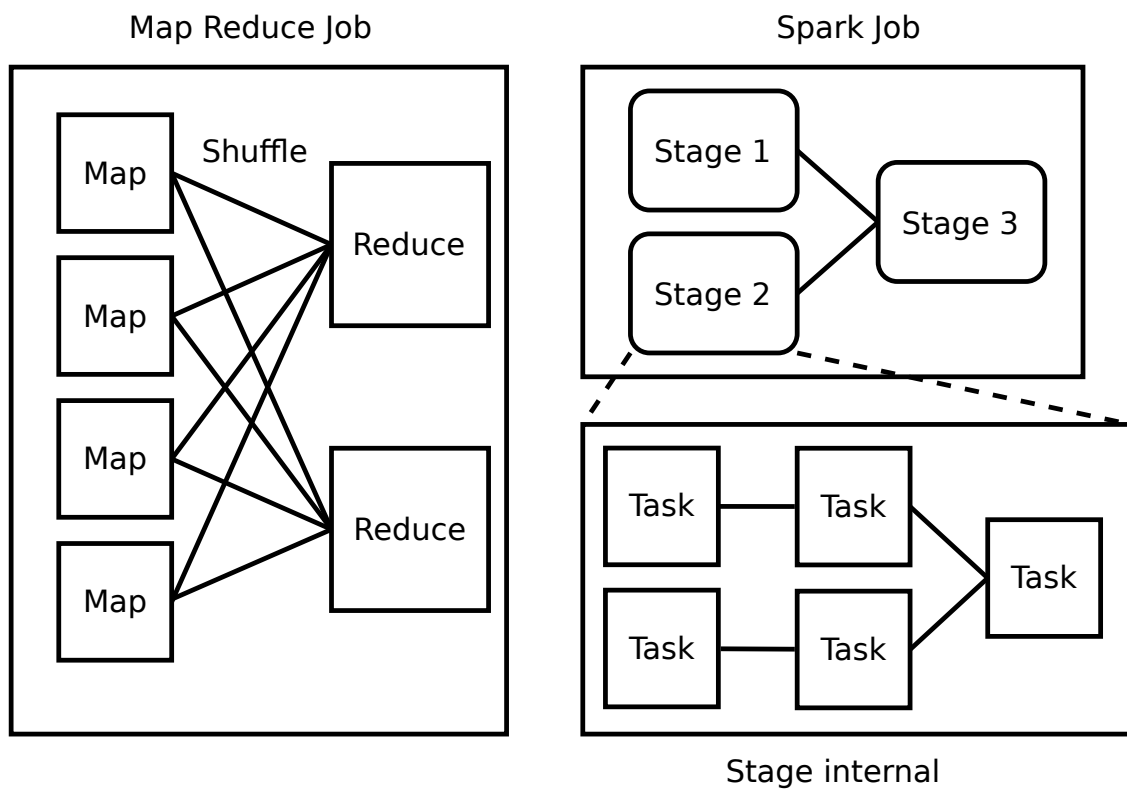 Map Reduce Job
Map
Shuffle
Reduce
Map
Map
Reduce
Map
Spark Job
Stage 1
Stage 3
Stage 2
Task
Task
Task
Task
Task
Stage internal